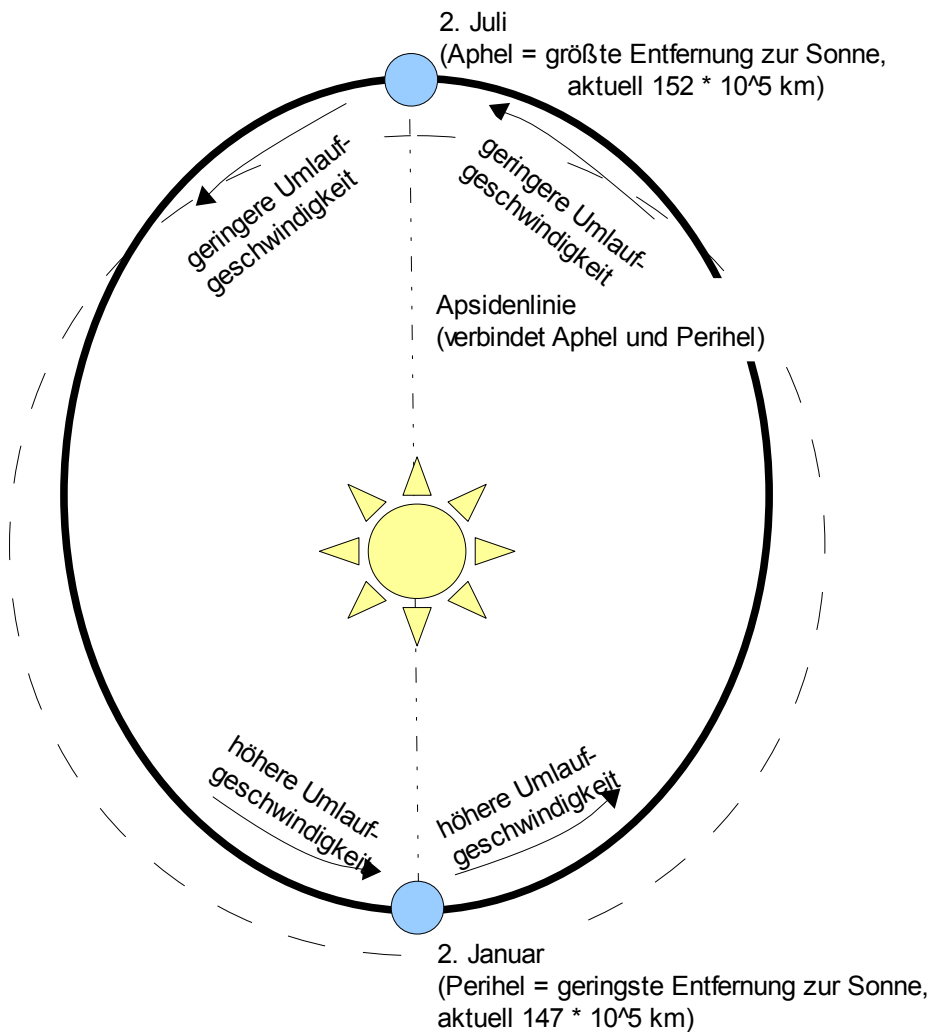 2. Juli
(Aphel = größte Entfernung zur Sonne,
aktuell 152 * 10^5 km)
geringere Umlauf-
geschwindigkeit
geringere Umlauf-
geschwindigkeit
Apsidenlinie
(verbindet Aphel und Perihel)
höhere Umlauf-
geschwindigkeit
höhere Umlauf-
geschwindigkeit
2. Januar
(Perihel = geringste Entfernung zur Sonne,
aktuell 147 * 10^5 km)